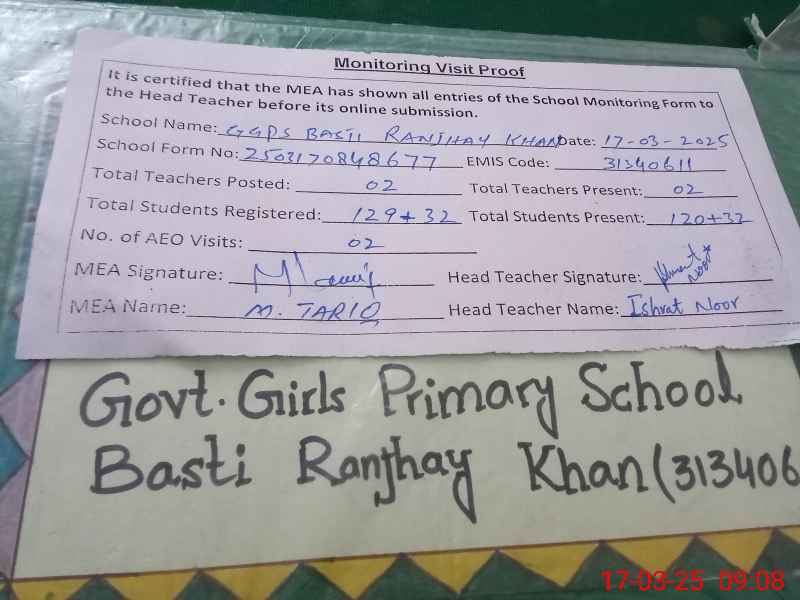 Monitoring Visit Proof
It is certified that the MEA has shown all entries of the School Monitoring Form to
the Head Teacher before its online submission.
School Name: GGPS BASTI RANJHAY KHAN Date: 17-03-2025
School Form No: 2503170848677 EMIS Code: 31340611
Total Teachers Posted: 02 Total Teachers Present: 02
Total Students Registered: 129+32 Total Students Present: 120+32
No. of AEO Visits: 02
MEA Signature: Head Teacher Signature: Ishrat Noor
MEA Name: M. TARIQ Head Teacher Name: Ishrat Noor
Govt. Girls Primary School
Basti Ranjhay Khan (313406
17-03-25 09:08